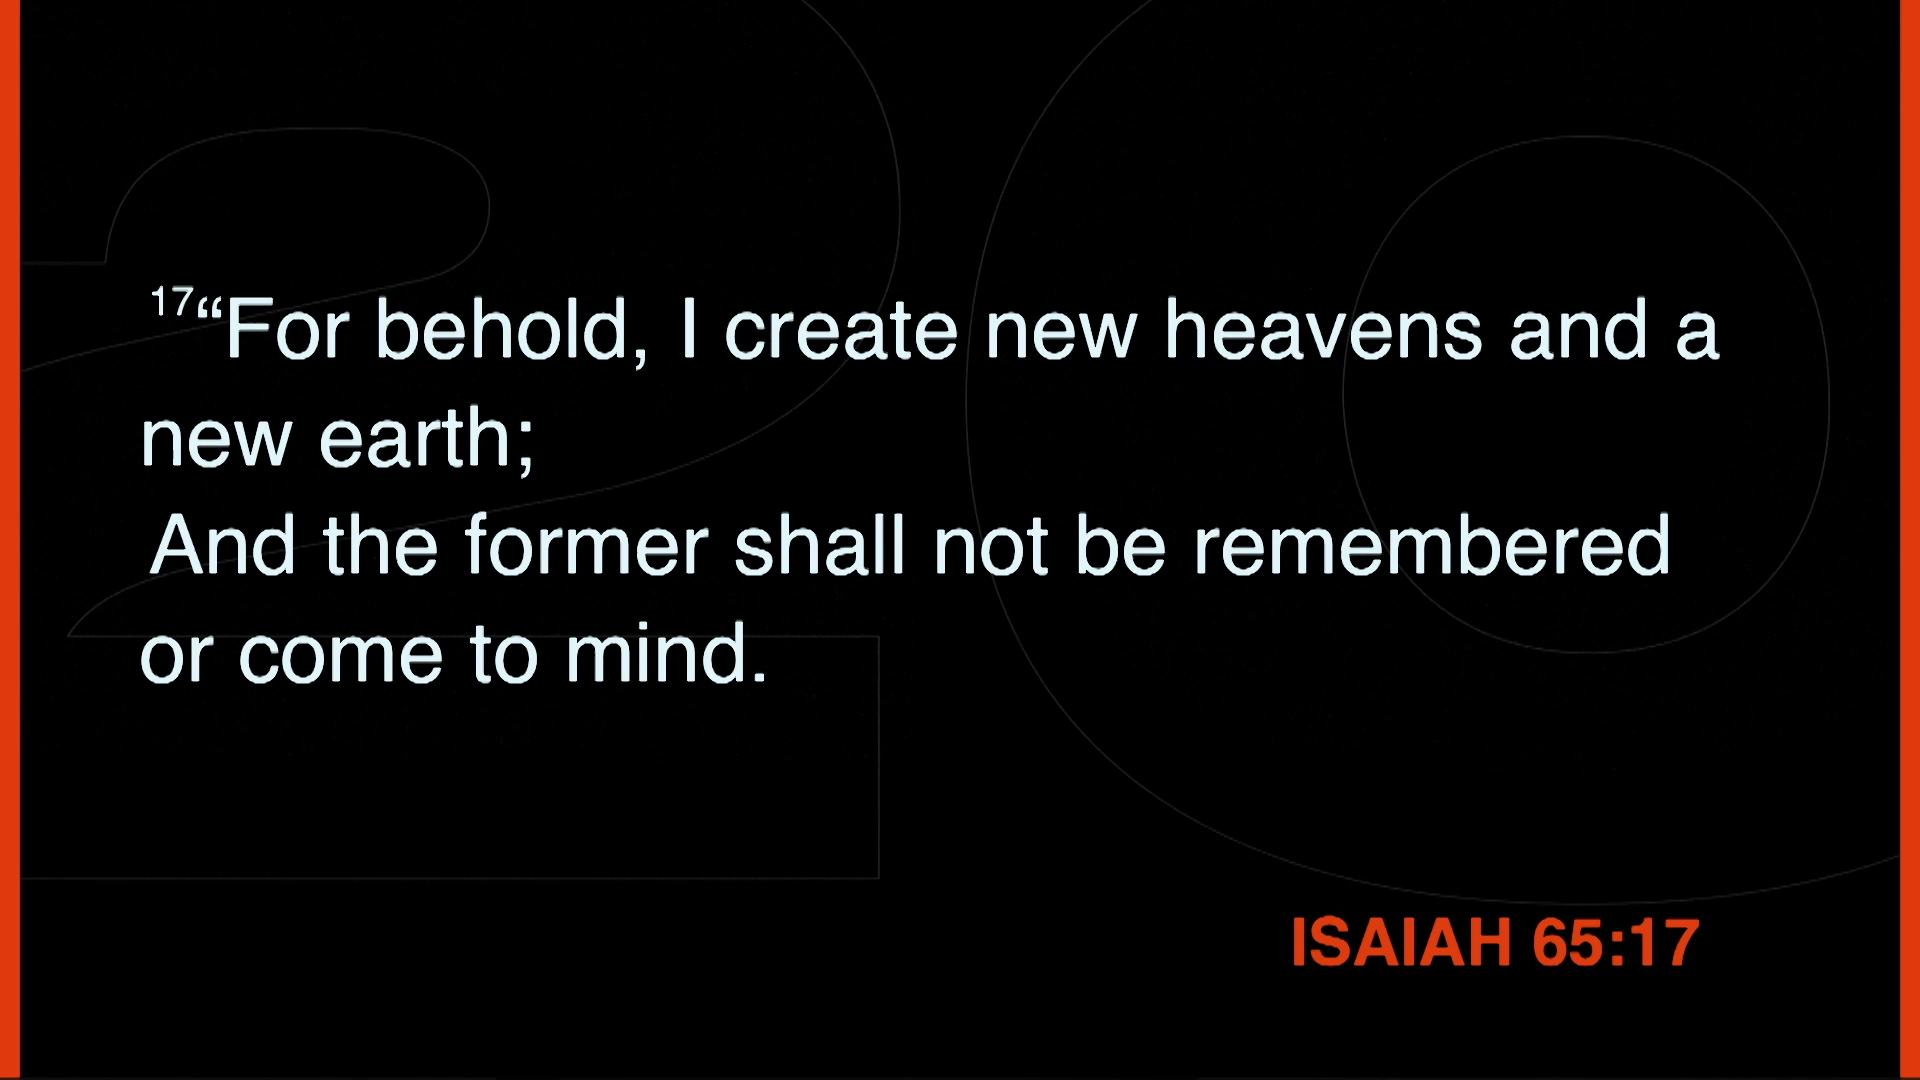 17“For behold, I create new heavens and a
new earth;
And the former shall not be remembered
or come to mind.
ISAIAH 65:17
20